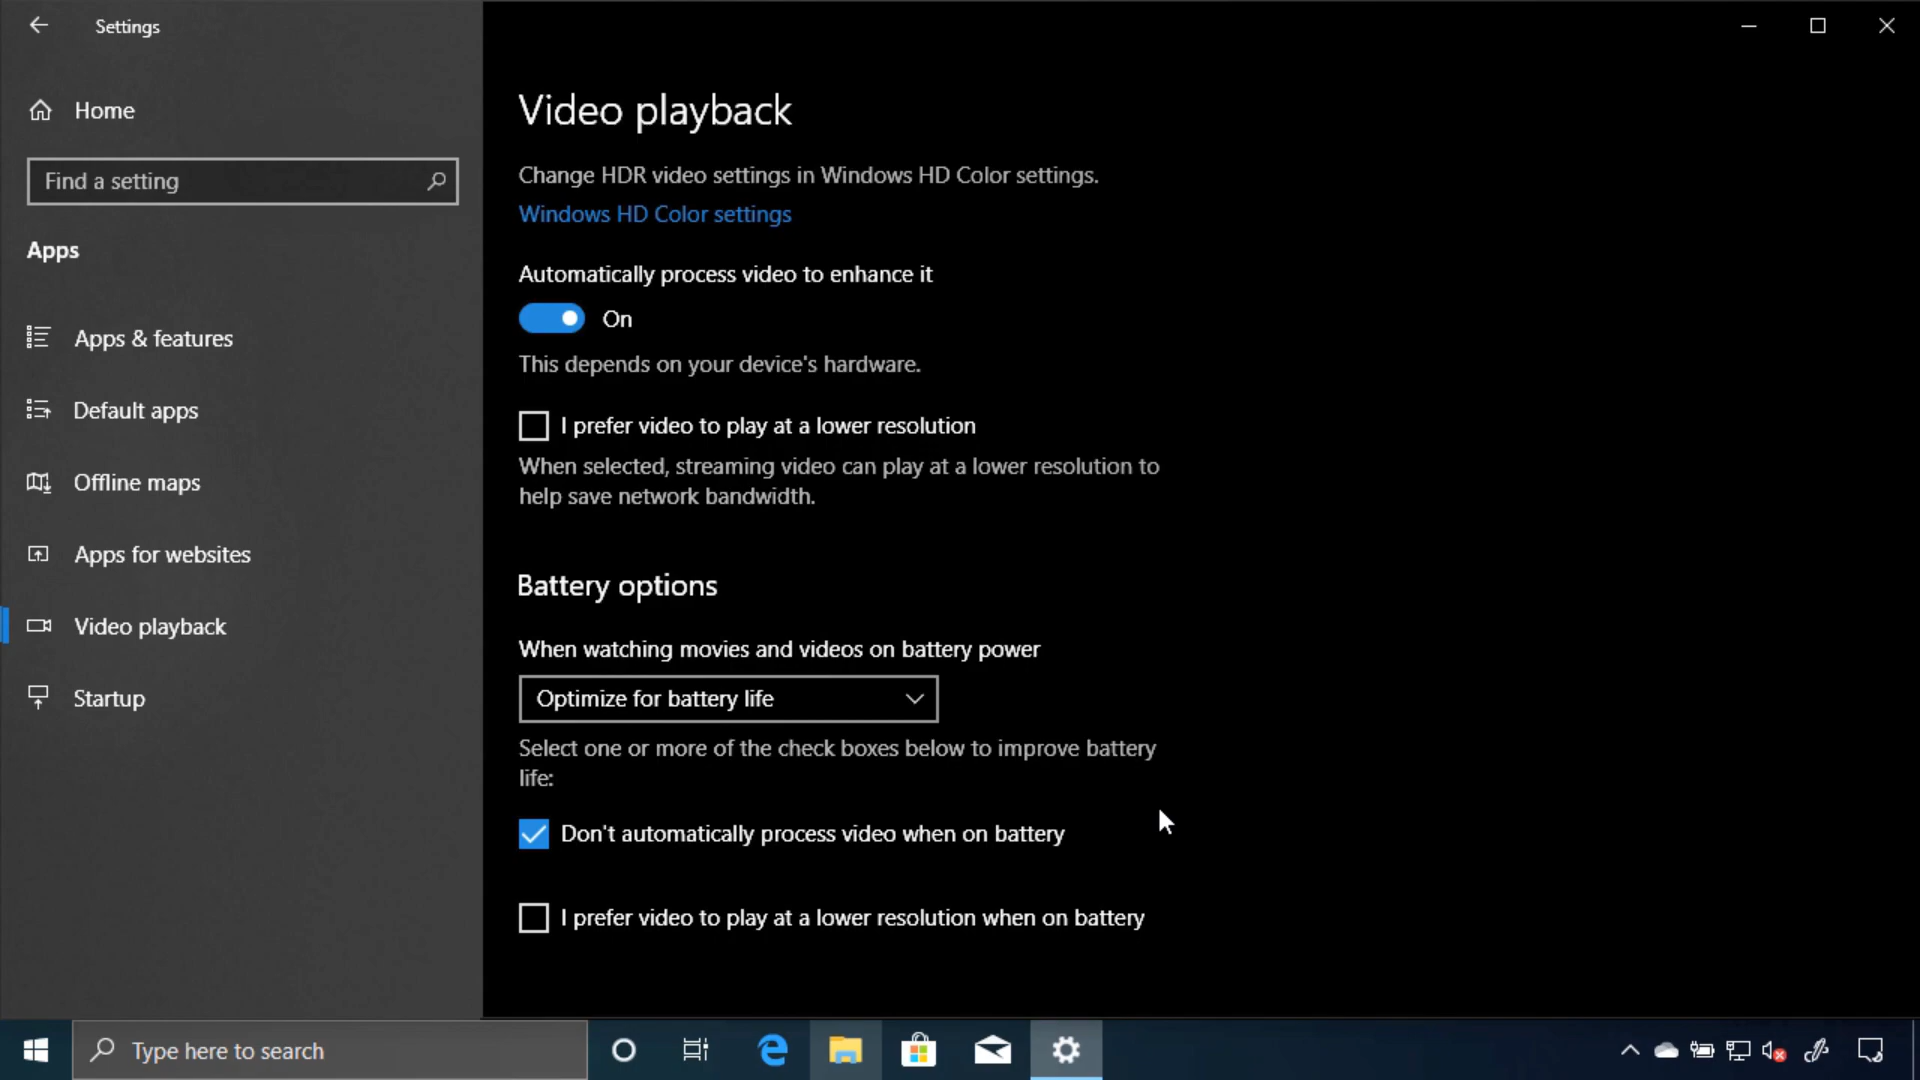 Settings
Home
Find a setting
Apps
Apps & features
Default apps
Offline maps
Apps for websites
Video playback
Startup
Video playback
Change HDR video settings in Windows HD Color settings.
Windows HD Color settings
Automatically process video to enhance it
On
This depends on your device's hardware.
I prefer video to play at a lower resolution
When selected, streaming video can play at a lower resolution to
help save network bandwidth.
Battery options
When watching movies and videos on battery power
Optimize for battery life
Select one or more of the check boxes below to improve battery
life:
Don't automatically process video when on battery
I prefer video to play at a lower resolution when on battery
Type here to search